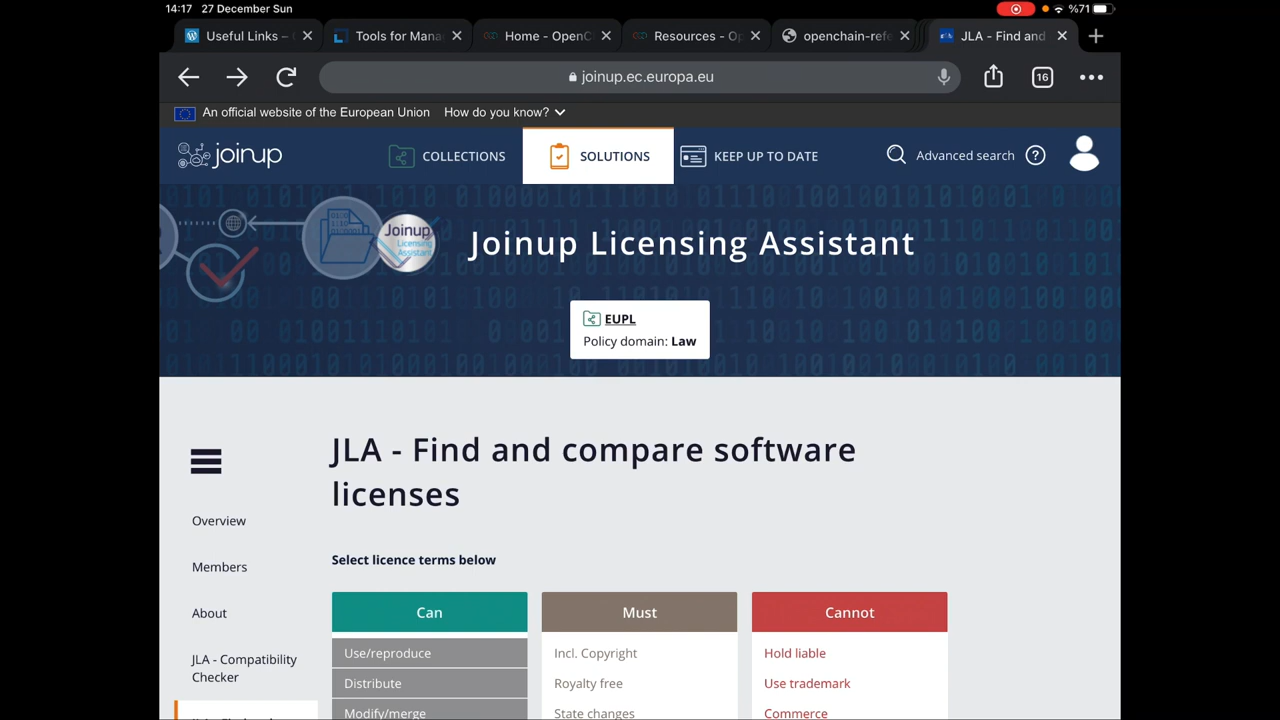 14:17 27 December Sun
%71
Useful Links –
Tools for Mana
Home - OpenC
Resources - Op
openchain-refe
JLA - Find and
joinup.ec.europa.eu
16
An official website of the European Union How do you know?
joinup
COLLECTIONS
SOLUTIONS
KEEP UP TO DATE
Advanced search
Joinup
Licensing
Assistant
Joinup Licensing Assistant
EUPL
Policy domain: Law
JLA - Find and compare software
licenses
Overview
Members
About
JLA - Compatibility
Checker
Select licence terms below
Can
Use/reproduce
Distribute
Modify/merge
Must
Incl. Copyright
Royalty free
State changes
Cannot
Hold liable
Use trademark
Commerce